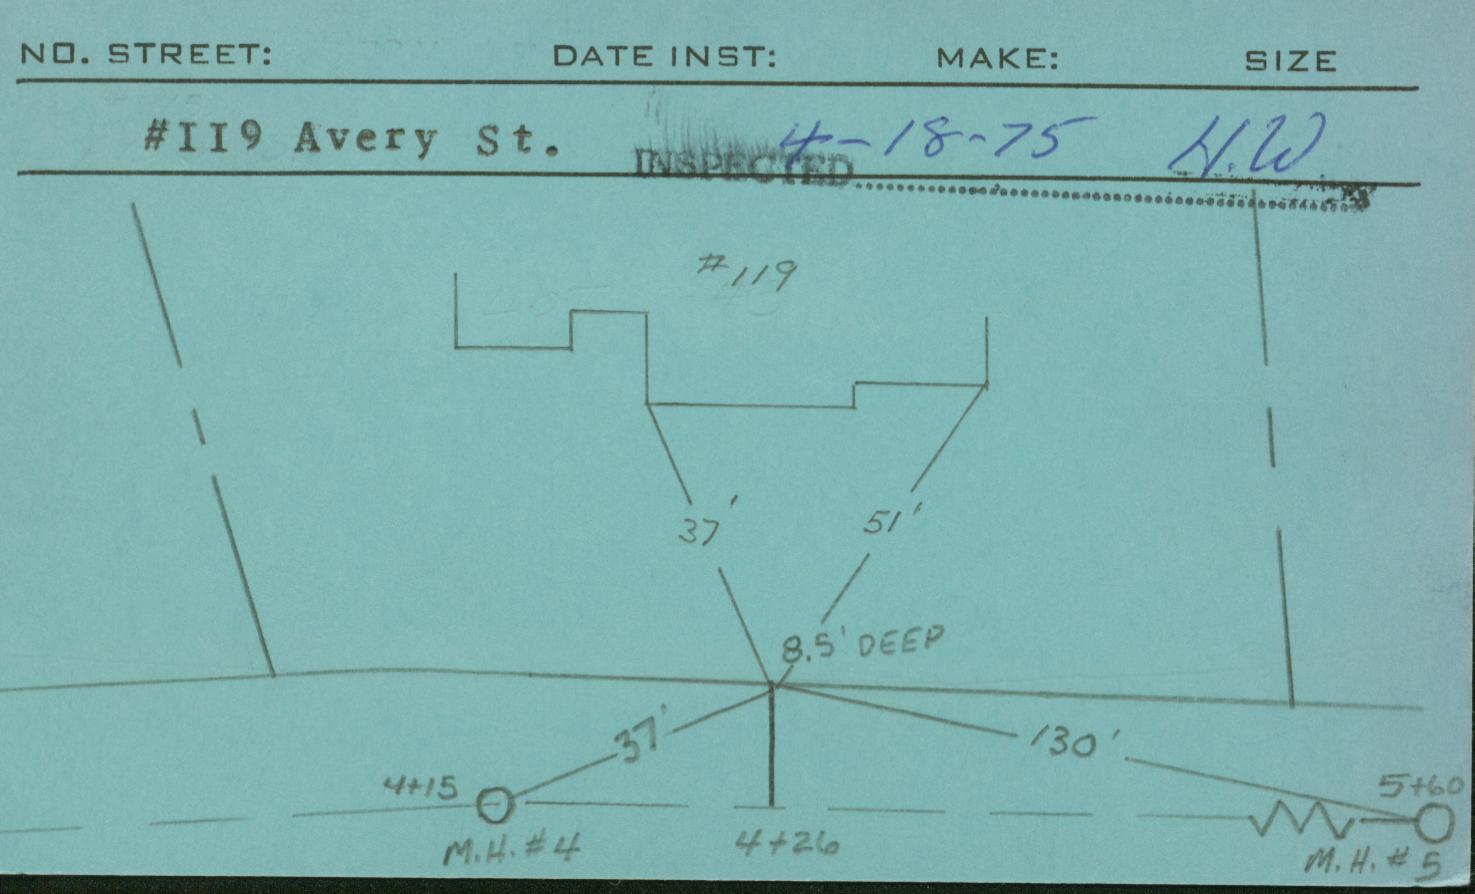 NO. STREET: DATE INST: MAKE: SIZE
#119 Avery St. INSPECTED 4-18-75 H.W
#119
37' 51'
8.5' DEEP
37' 130'
4+15 5+60
M.H. #4 4+26 M.H. #5